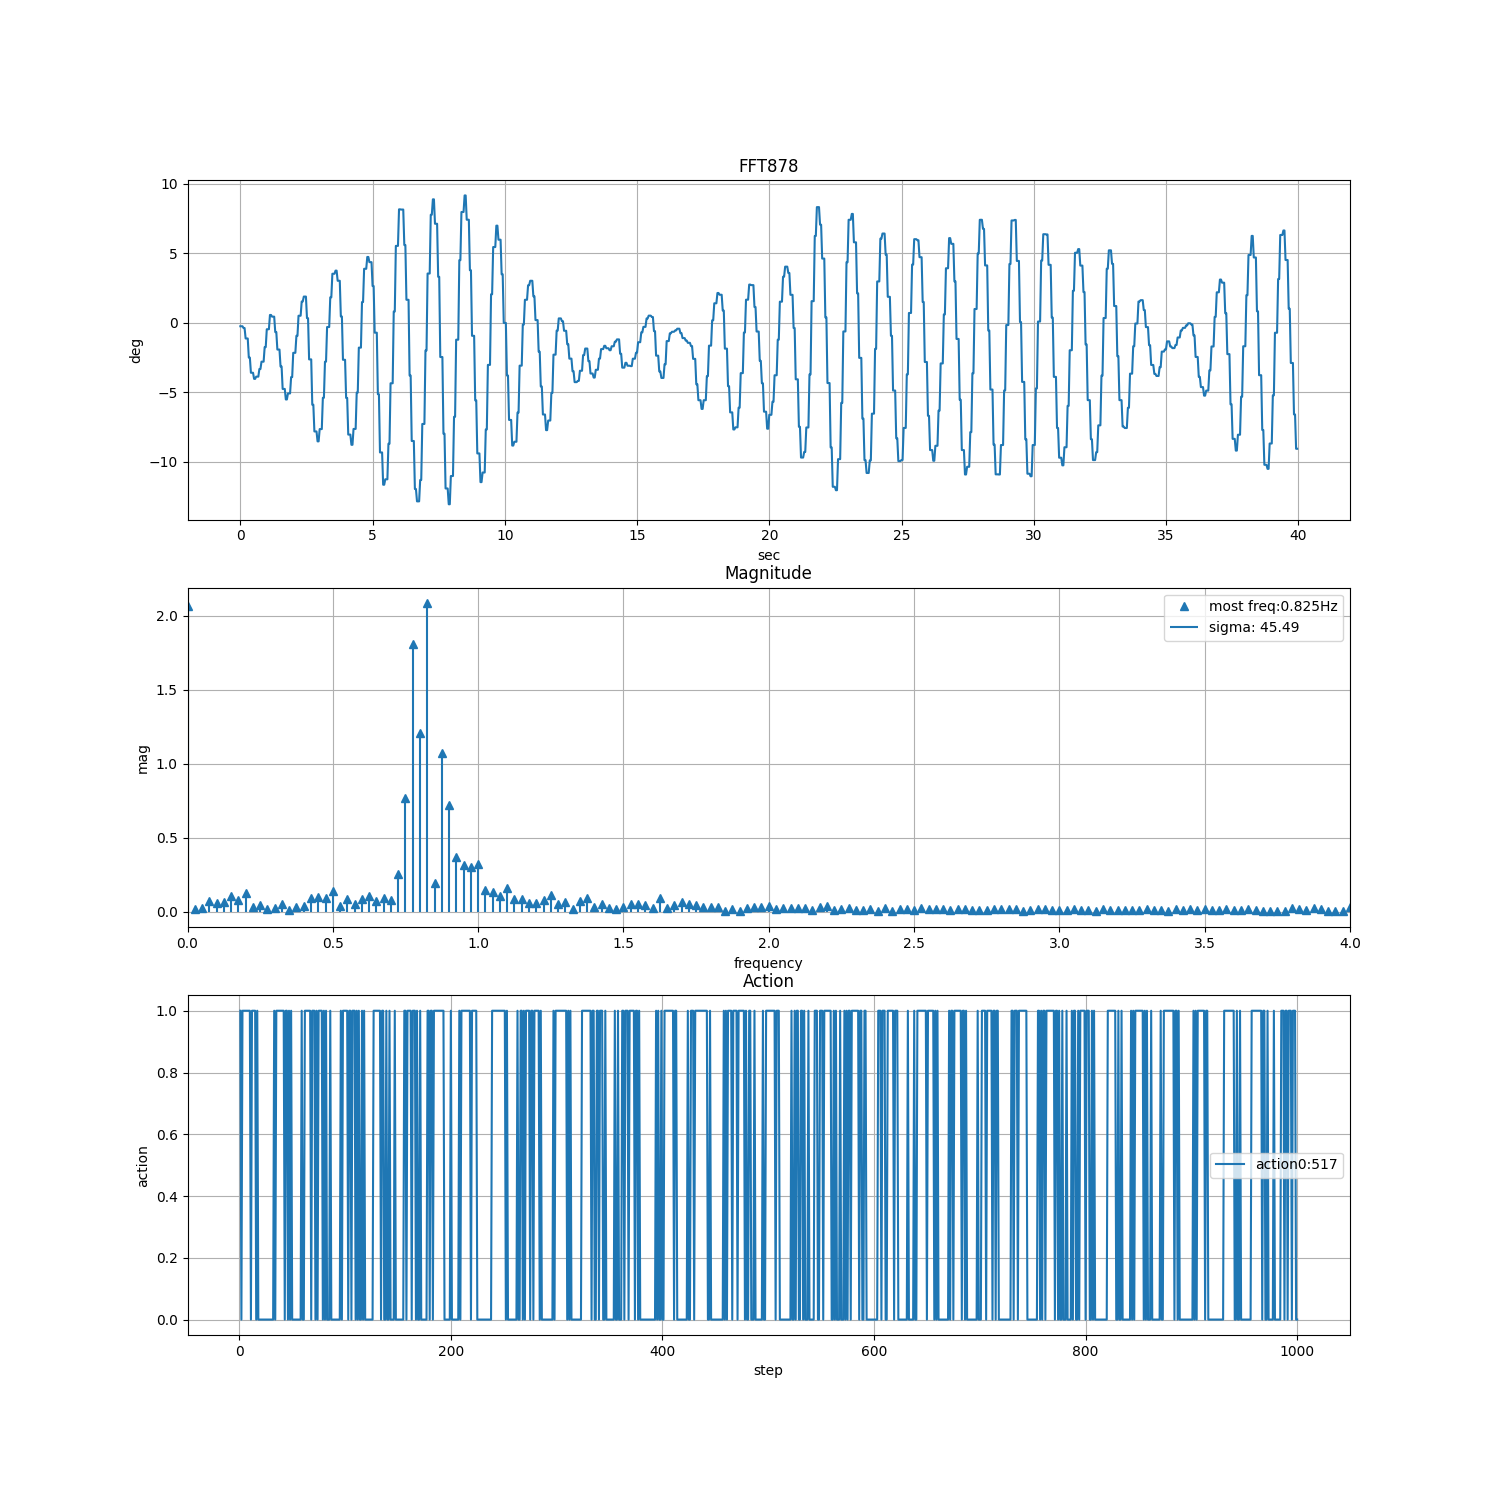 FFT878
10
5
0
−5
−10
deg
0 5 10 15 20 25 30 35 40
sec
Magnitude
2.0
1.5
1.0
0.5
0.0
mag
most freq:0.825Hz
sigma: 45.49
0.0 0.5 1.0 1.5 2.0 2.5 3.0 3.5 4.0
frequency
Action
1.0
0.8
0.6
0.4
0.2
0.0
action
action0:517
0 200 400 600 800 1000
step